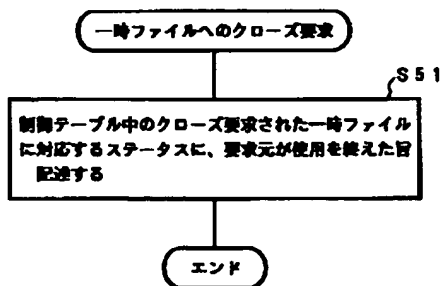 一時ファイルへのクローズ要求
S51
制御テーブル中のクローズ要求された一時ファイル
に対応するステータスに、要求元が使用を終えた旨
記述する
エンド